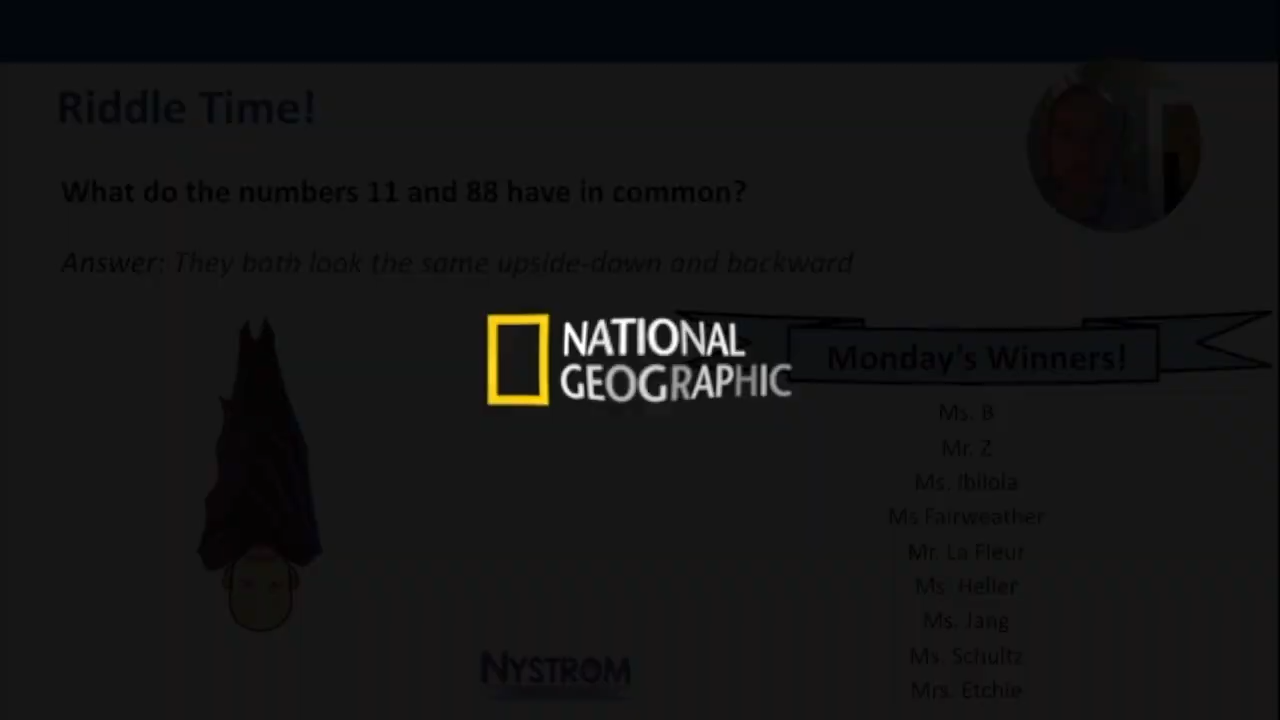 Riddle Time!
What do the numbers 11 and 88 have in common?
Answer: They both look the same upside-down and backward
NATIONAL
GEOGRAPHIC
Monday's Winners!
Ms. B
Mr. Z
Ms. Ibilola
Ms Fairweather
Mr. La Fleur
Ms. Heller
Ms. Jang
Ms. Schultz
Mrs. Etchie
NYSTROM